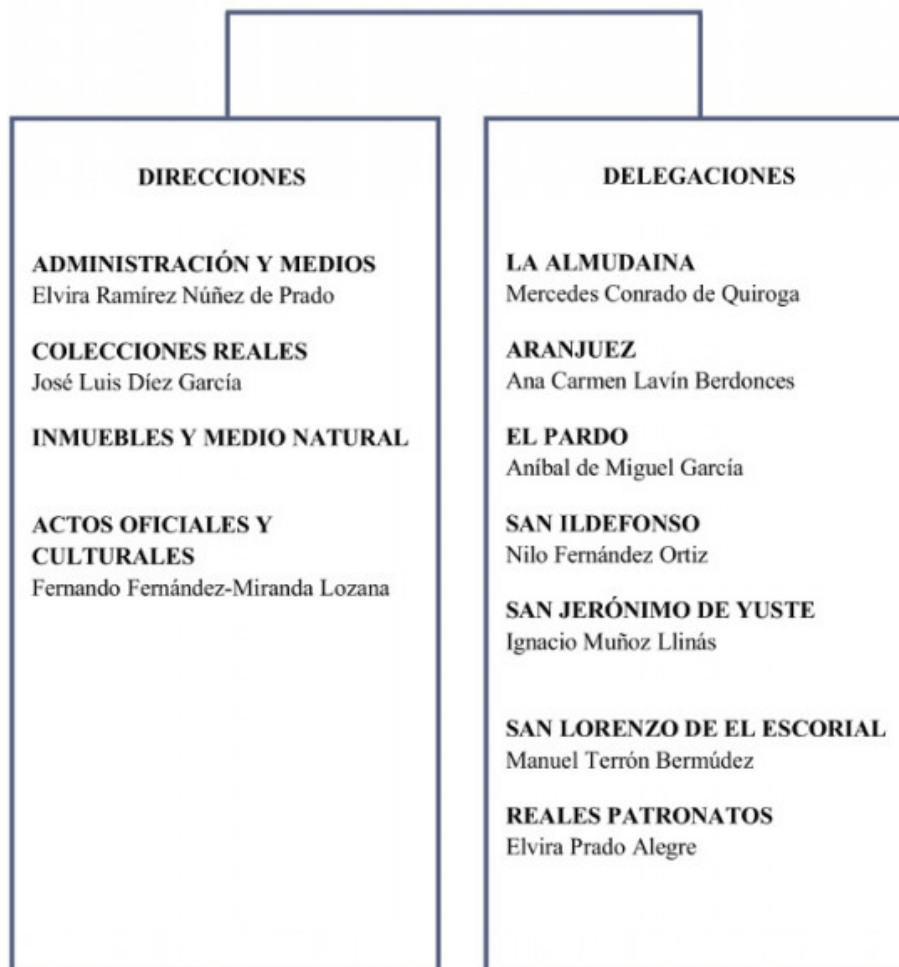 DIRECCIONES
ADMINISTRACIÓN Y MEDIOS
Elvira Ramírez Núñez de Prado
COLECCIONES REALES
José Luis Díez García
INMUEBLES Y MEDIO NATURAL
ACTOS OFICIALES Y
CULTURALES
Fernando Fernández-Miranda Lozana
DELEGACIONES
LA ALMUDAINA
Mercedes Conrado de Quiroga
ARANJUEZ
Ana Carmen Lavín Berdonces
EL PARDO
Aníbal de Miguel García
SAN ILDEFONSO
Nilo Fernández Ortiz
SAN JERÓNIMO DE YUSTE
Ignacio Muñoz Llinás
SAN LORENZO DE EL ESCORIAL
Manuel Terrón Bermúdez
REALES PATRONATOS
Elvira Prado Alegre